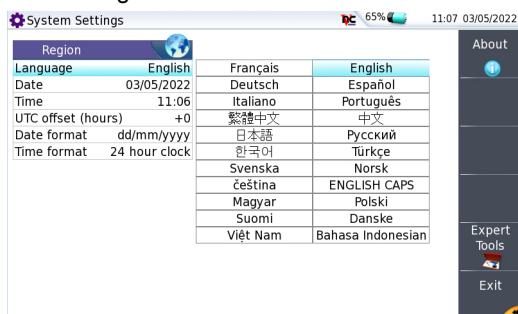 System Settings
65%
11:07 03/05/2022
Region
Language English
Date 03/05/2022
Time 11:06
UTC offset (hours) +0
Date format dd/mm/yyyy
Time format 24 hour clock
Français English
Deutsch Español
Italiano Português
繁體中文 中文
日本語 Русский
한국어 Türkçe
Svenska Norsk
čeština ENGLISH CAPS
Magyar Polski
Suomi Danske
Việt Nam Bahasa Indonesian
About
Expert
Tools
Exit